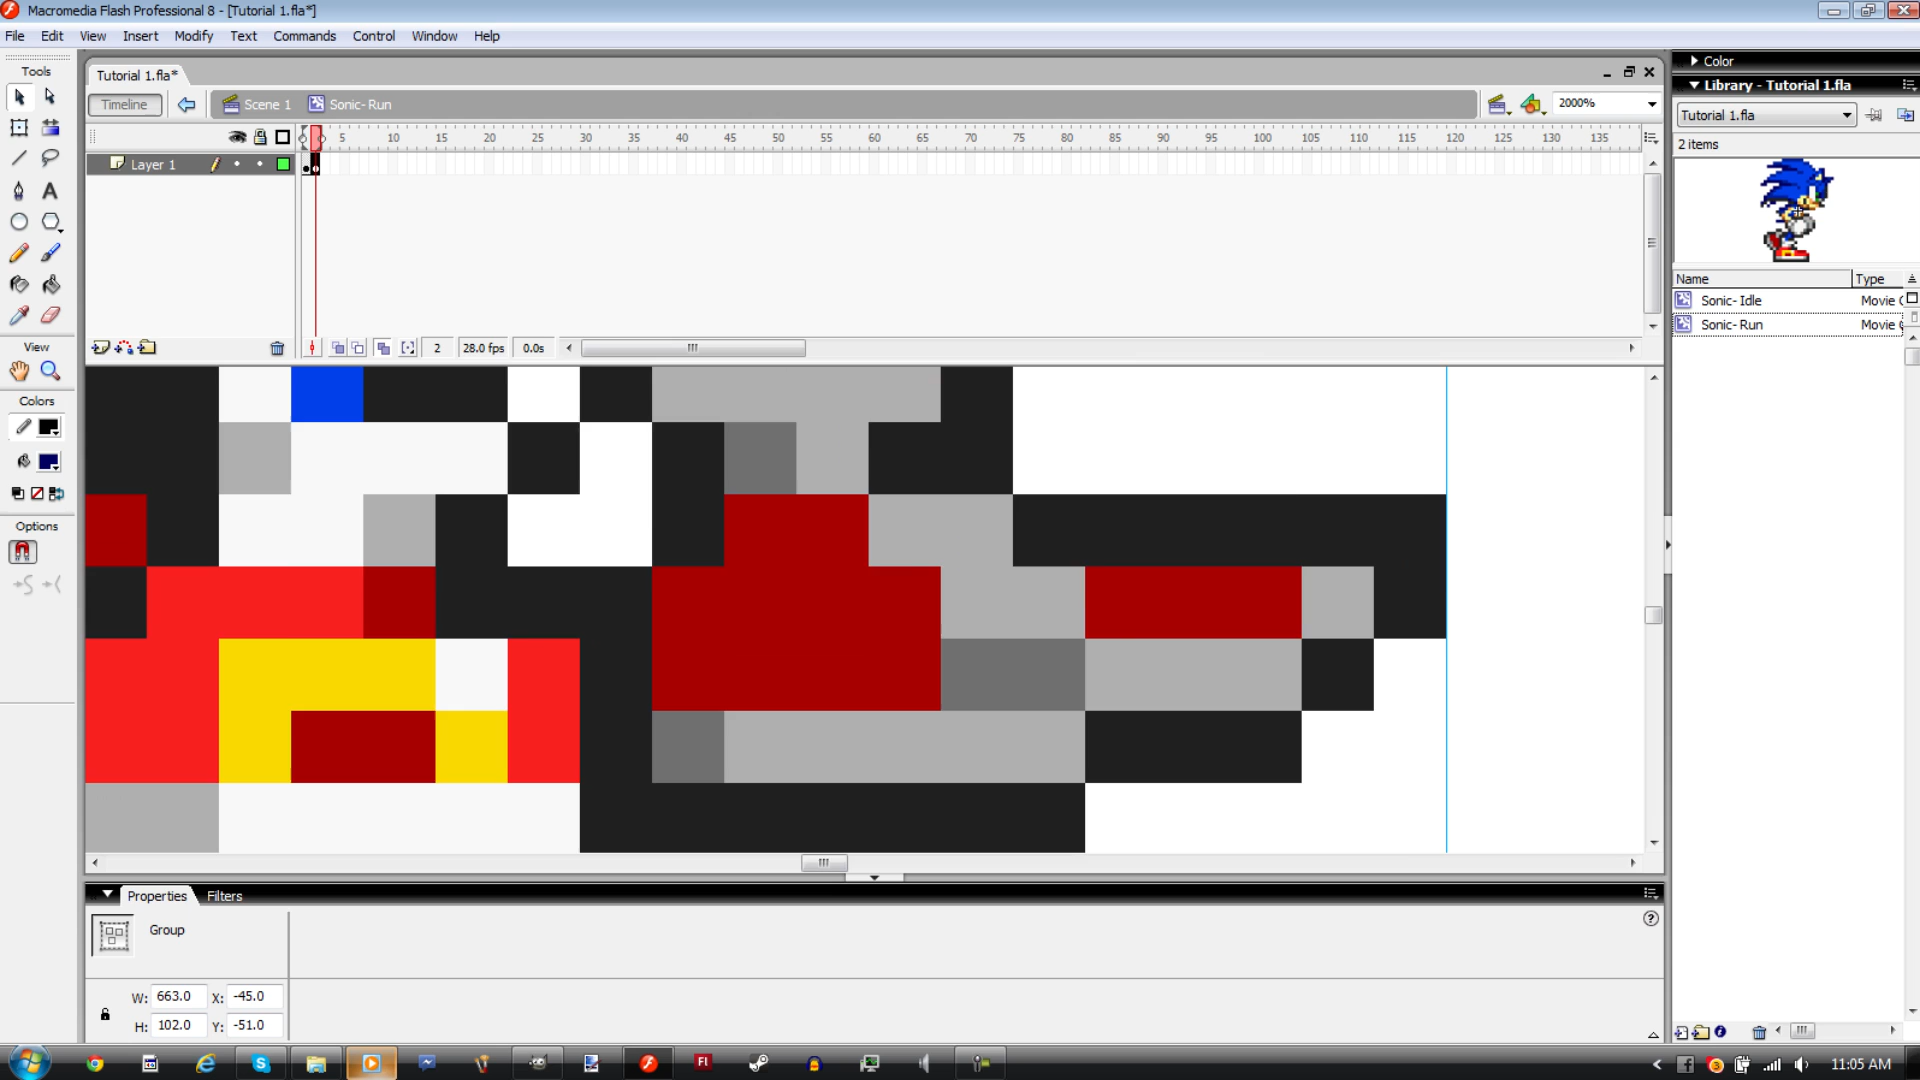 Macromedia Flash Professional 8 - [Tutorial 1.fla*]
File Edit View Insert Modify Text Commands Control Window Help
Tools
View
Colors
Options
Tutorial 1.fla*
Timeline Scene 1 Sonic- Run 2000%
5 10 15 20 25 30 35 40 45 50 55 60 65 70 75 80 85 90 95 100 105 110 115 120 125 130 135
Layer 1
2 28.0 fps 0.0s
Color
Library - Tutorial 1.fla
Tutorial 1.fla
2 items
Name Type
Sonic- Idle Movie
Sonic- Run Movie
Properties Filters
Group
W: 663.0 X: -45.0
H: 102.0 Y: -51.0
11:05 AM